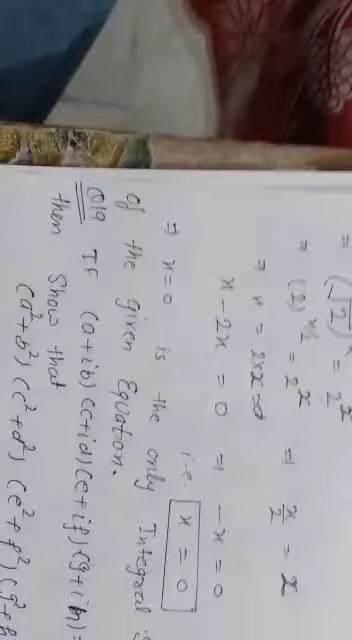 = (√2)^x = 2^x
⇒ (2)^x/2 = 2^x ⇒ x/2 = x
⇒ x = 2x
x - 2x = 0 ⇒ -x = 0
i.e. x = 0
⇒ x = 0 is the only Integral
of the given Equation.
Q19 If (a+ib)(c+id)(e+if)(g+ih) =
then Show that
(a²+b²)(c²+d²)(e²+f²)(g²+h